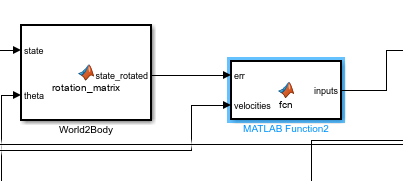 state
state_rotated
rotation_matrix
theta
World2Body
err
inputs
fcn
velocities
MATLAB Function2